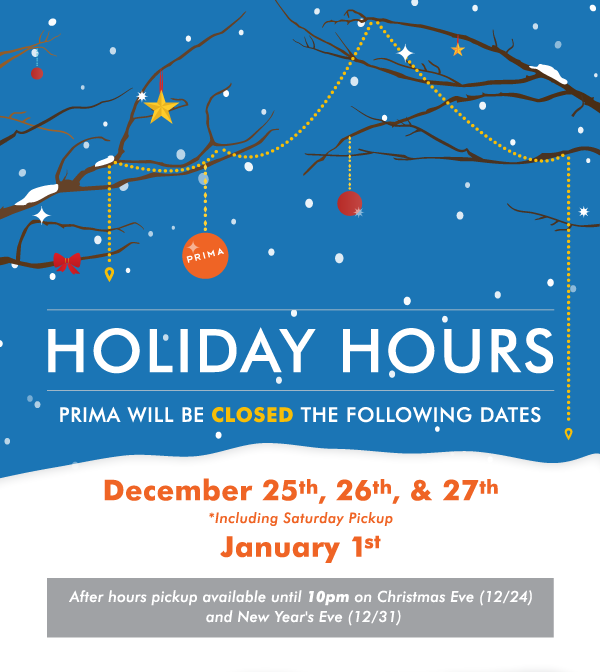 PRIMA
HOLIDAY HOURS
PRIMA WILL BE CLOSED THE FOLLOWING DATES
December 25th, 26th, & 27th
*Including Saturday Pickup
January 1st
After hours pickup available until 10pm on Christmas Eve (12/24)
and New Year's Eve (12/31)